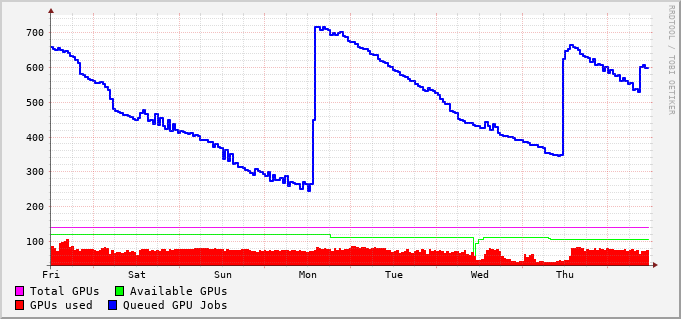 700
600
500
400
300
200
100
Fri Sat Sun Mon Tue Wed Thu
Total GPUs Available GPUs
GPUs used Queued GPU Jobs
RRDTOOL / TOBI OETIKER